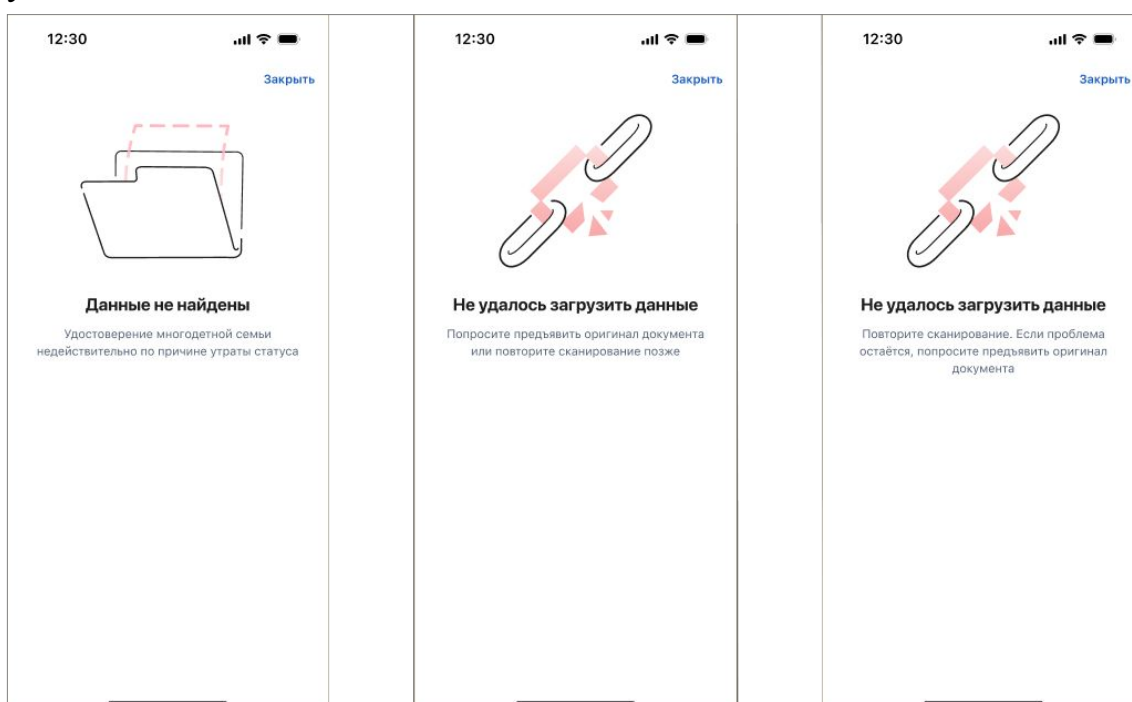 12:30
Закрыть
Данные не найдены
Удостоверение многодетной семьи
недействительно по причине утраты статуса
12:30
Закрыть
Не удалось загрузить данные
Попросите предъявить оригинал документа
или повторите сканирование позже
12:30
Закрыть
Не удалось загрузить данные
Повторите сканирование. Если проблема
остаётся, попросите предъявить оригинал
документа